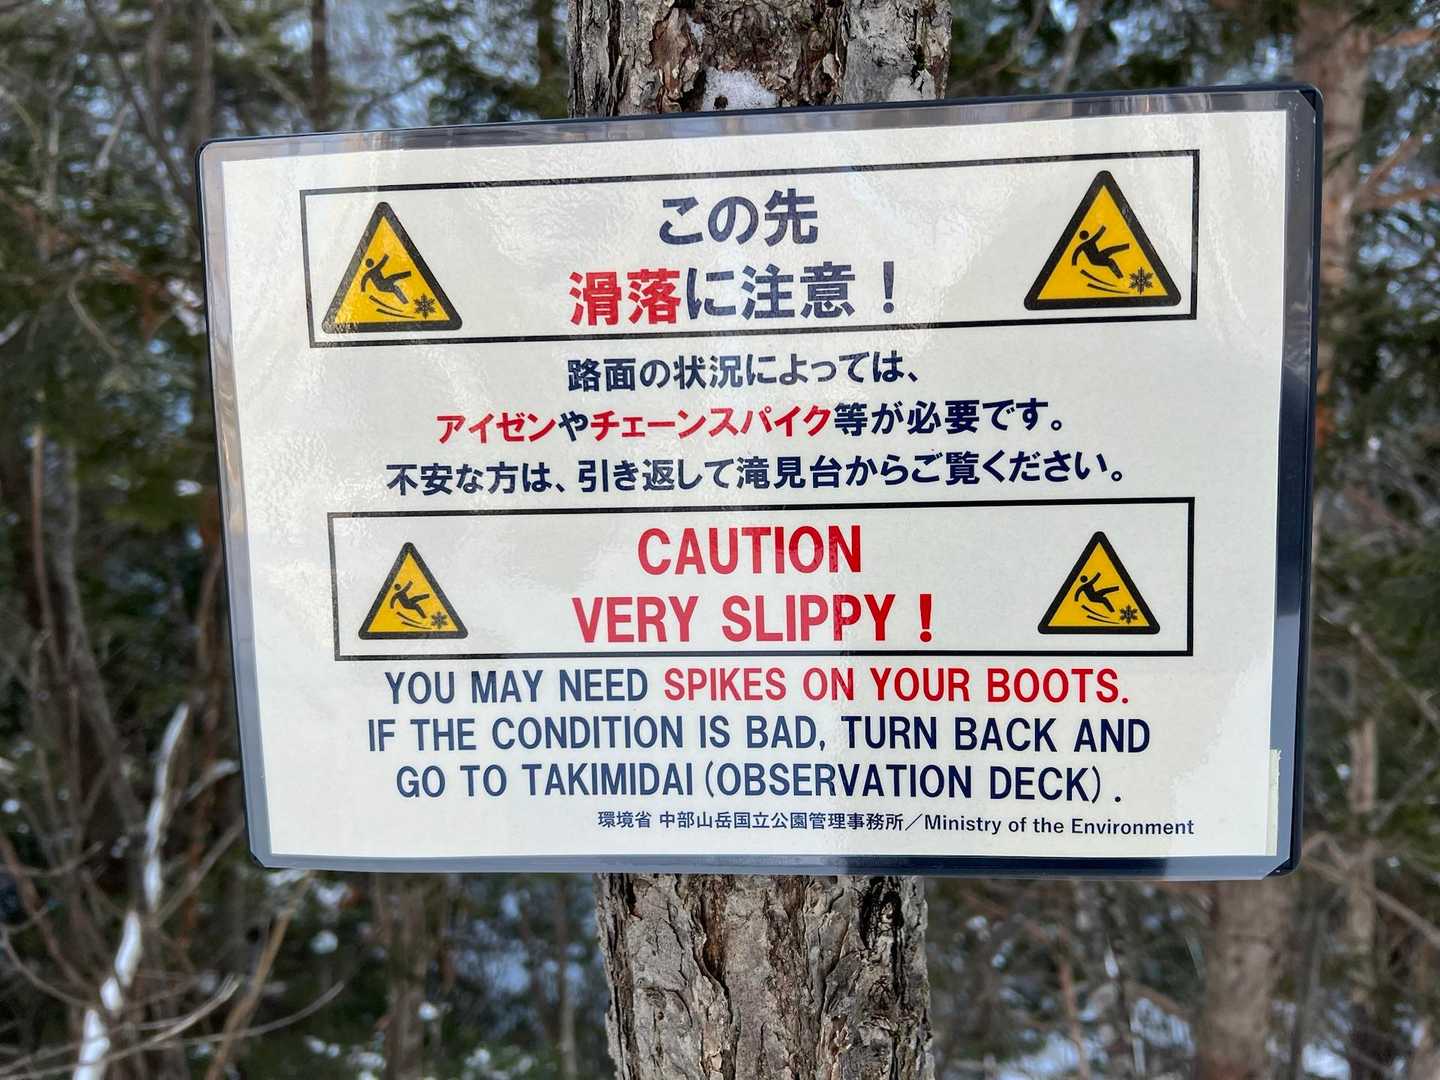 この先
滑落に注意！
路面の状況によっては、
アイゼンやチェーンスパイク等が必要です。
不安な方は、引き返して滝見台からご覧ください。
CAUTION
VERY SLIPPY！
YOU MAY NEED SPIKES ON YOUR BOOTS.
IF THE CONDITION IS BAD, TURN BACK AND
GO TO TAKIMIDAI (OBSERVATION DECK).
環境省 中部山岳国立公園管理事務所／Ministry of the Environment